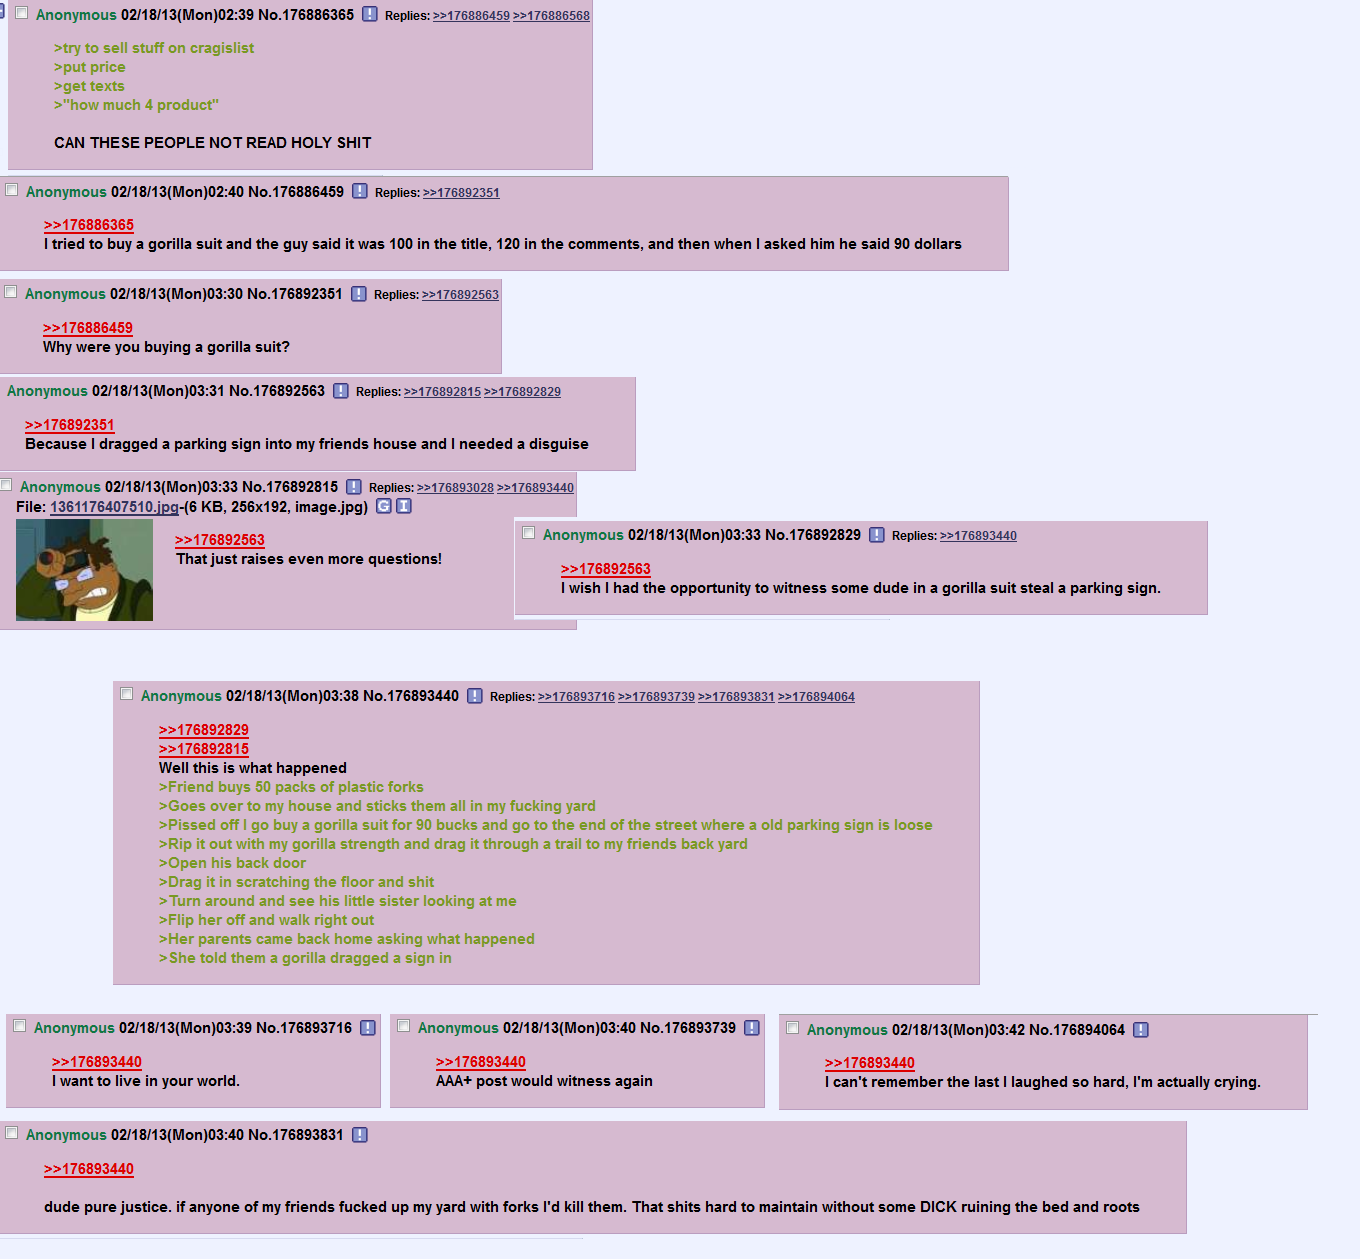 Anonymous 02/18/13(Mon)02:39 No.176886365 ! Replies: >>176886459 >>176886568
>try to sell stuff on cragislist
>put price
>get texts
>"how much 4 product"
CAN THESE PEOPLE NOT READ HOLY SHIT
Anonymous 02/18/13(Mon)02:40 No.176886459 ! Replies: >>176892351
>>176886365
I tried to buy a gorilla suit and the guy said it was 100 in the title, 120 in the comments, and then when I asked him he said 90 dollars
Anonymous 02/18/13(Mon)03:30 No.176892351 ! Replies: >>176892563
>>176886459
Why were you buying a gorilla suit?
Anonymous 02/18/13(Mon)03:31 No.176892563 ! Replies: >>176892815 >>176892829
>>176892351
Because I dragged a parking sign into my friends house and I needed a disguise
Anonymous 02/18/13(Mon)03:33 No.176892815 ! Replies: >>176893028 >>176893440
File: 1361176407510.jpg-(6 KB, 256x192, image.jpg) G I
>>176892563
That just raises even more questions!
Anonymous 02/18/13(Mon)03:33 No.176892829 ! Replies: >>176893440
>>176892563
I wish I had the opportunity to witness some dude in a gorilla suit steal a parking sign.
Anonymous 02/18/13(Mon)03:38 No.176893440 ! Replies: >>176893716 >>176893739 >>176893831 >>176894064
>>176892829
>>176892815
Well this is what happened
>Friend buys 50 packs of plastic forks
>Goes over to my house and sticks them all in my fucking yard
>Pissed off I go buy a gorilla suit for 90 bucks and go to the end of the street where a old parking sign is loose
>Rip it out with my gorilla strength and drag it through a trail to my friends back yard
>Open his back door
>Drag it in scratching the floor and shit
>Turn around and see his little sister looking at me
>Flip her off and walk right out
>Her parents came back home asking what happened
>She told them a gorilla dragged a sign in
Anonymous 02/18/13(Mon)03:39 No.176893716 !
>>176893440
I want to live in your world.
Anonymous 02/18/13(Mon)03:40 No.176893739 !
>>176893440
AAA+ post would witness again
Anonymous 02/18/13(Mon)03:42 No.176894064 !
>>176893440
I can't remember the last I laughed so hard, I'm actually crying.
Anonymous 02/18/13(Mon)03:40 No.176893831 !
>>176893440
dude pure justice. if anyone of my friends fucked up my yard with forks I'd kill them. That shits hard to maintain without some DICK ruining the bed and roots